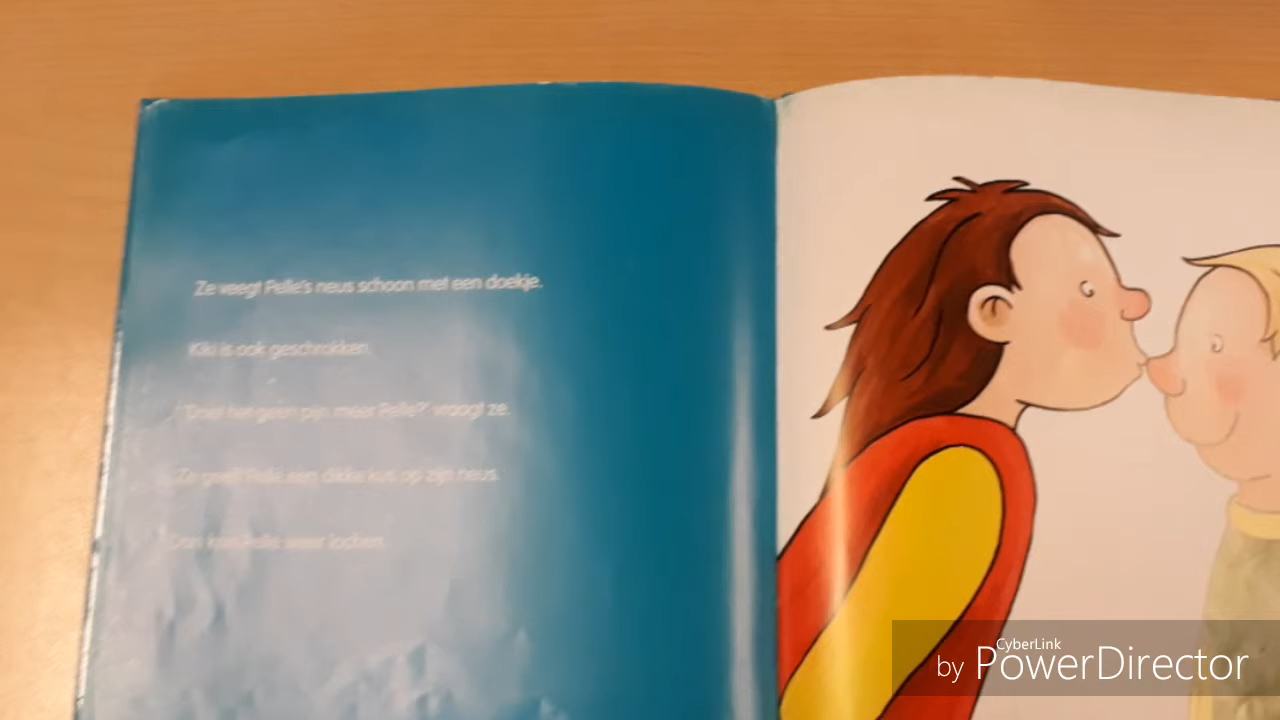 Ze veegt Pelle's neus schoon met een doekje.
Kiki is ook geschrokken.
'Doet het geen pijn meer Pelle?' vraagt ze.
Ze geeft Pelle een dikke kus op zijn neus.
Dan kan Pelle weer lachen.
CyberLink
by PowerDirector